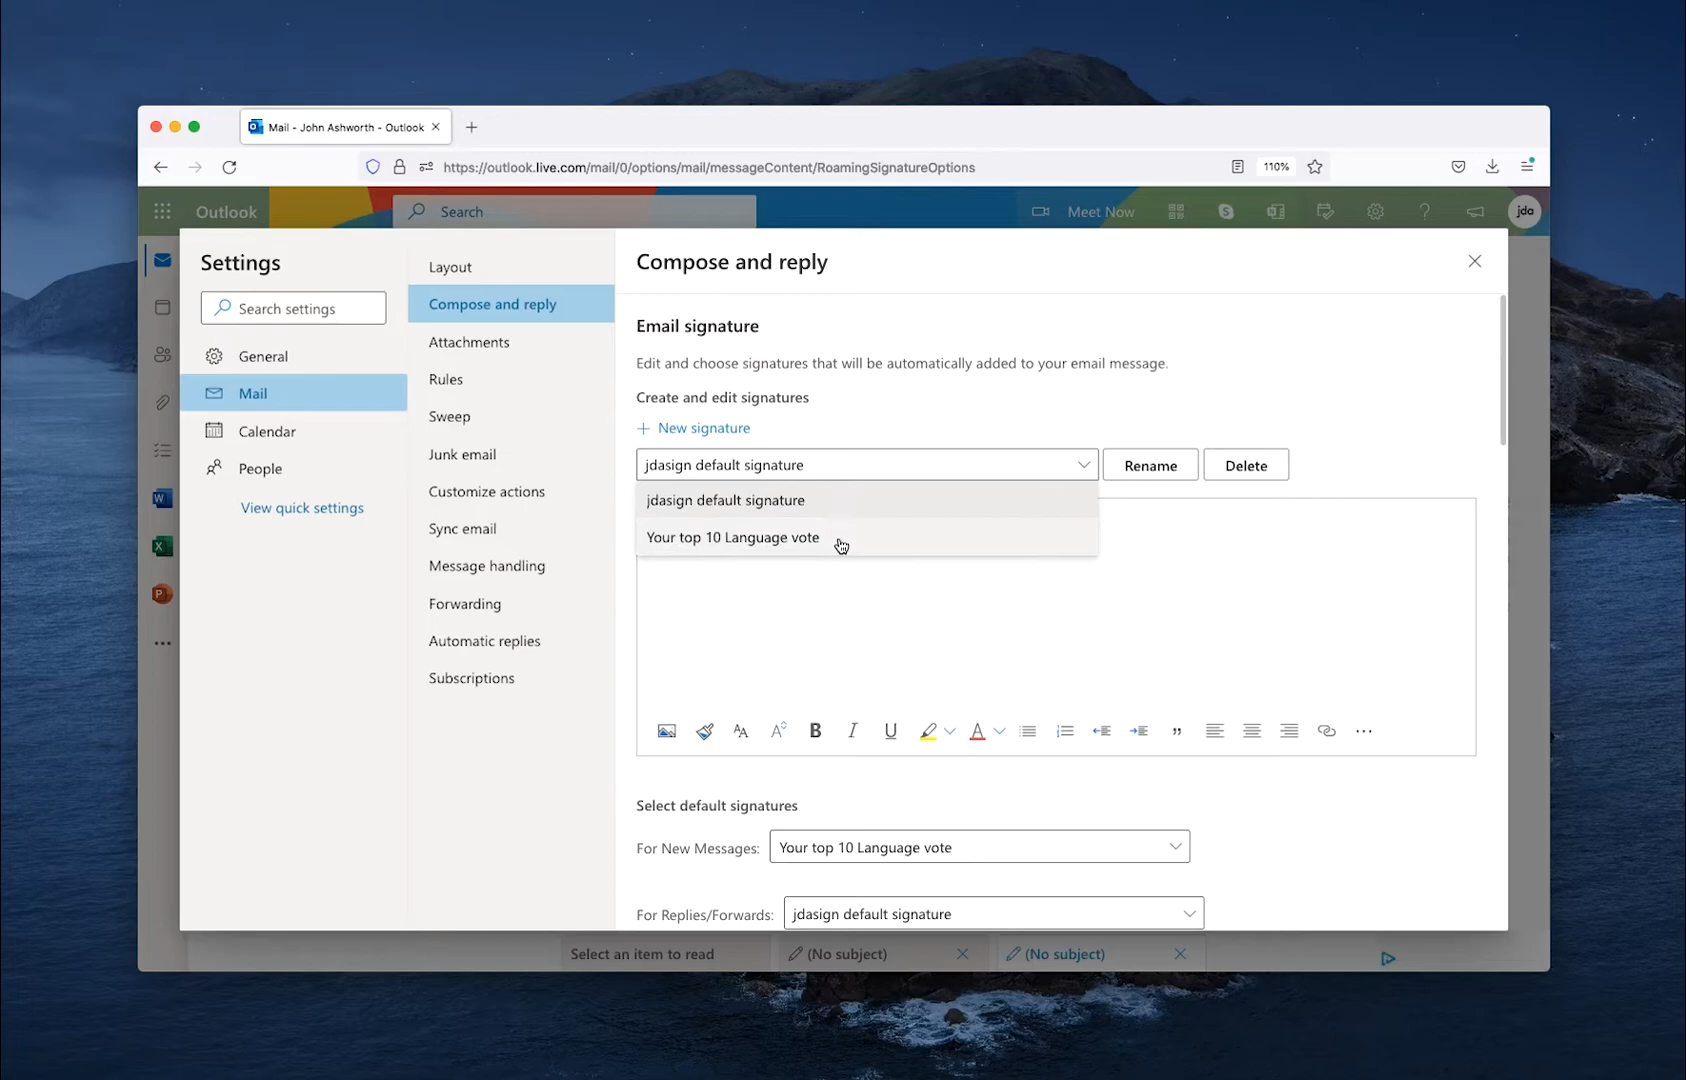 Mail - John Ashworth - Outlook
https://outlook.live.com/mail/0/options/mail/messageContent/RoamingSignatureOptions
110%
Outlook
Search
Meet Now
jda
Settings
Search settings
General
Mail
Calendar
People
View quick settings
Layout
Compose and reply
Attachments
Rules
Sweep
Junk email
Customize actions
Sync email
Message handling
Forwarding
Automatic replies
Subscriptions
Compose and reply
Email signature
Edit and choose signatures that will be automatically added to your email message.
Create and edit signatures
New signature
jdasign default signature
Rename
Delete
jdasign default signature
Your top 10 Language vote
Select default signatures
For New Messages: Your top 10 Language vote
For Replies/Forwards: jdasign default signature
Select an item to read
(No subject)
(No subject)